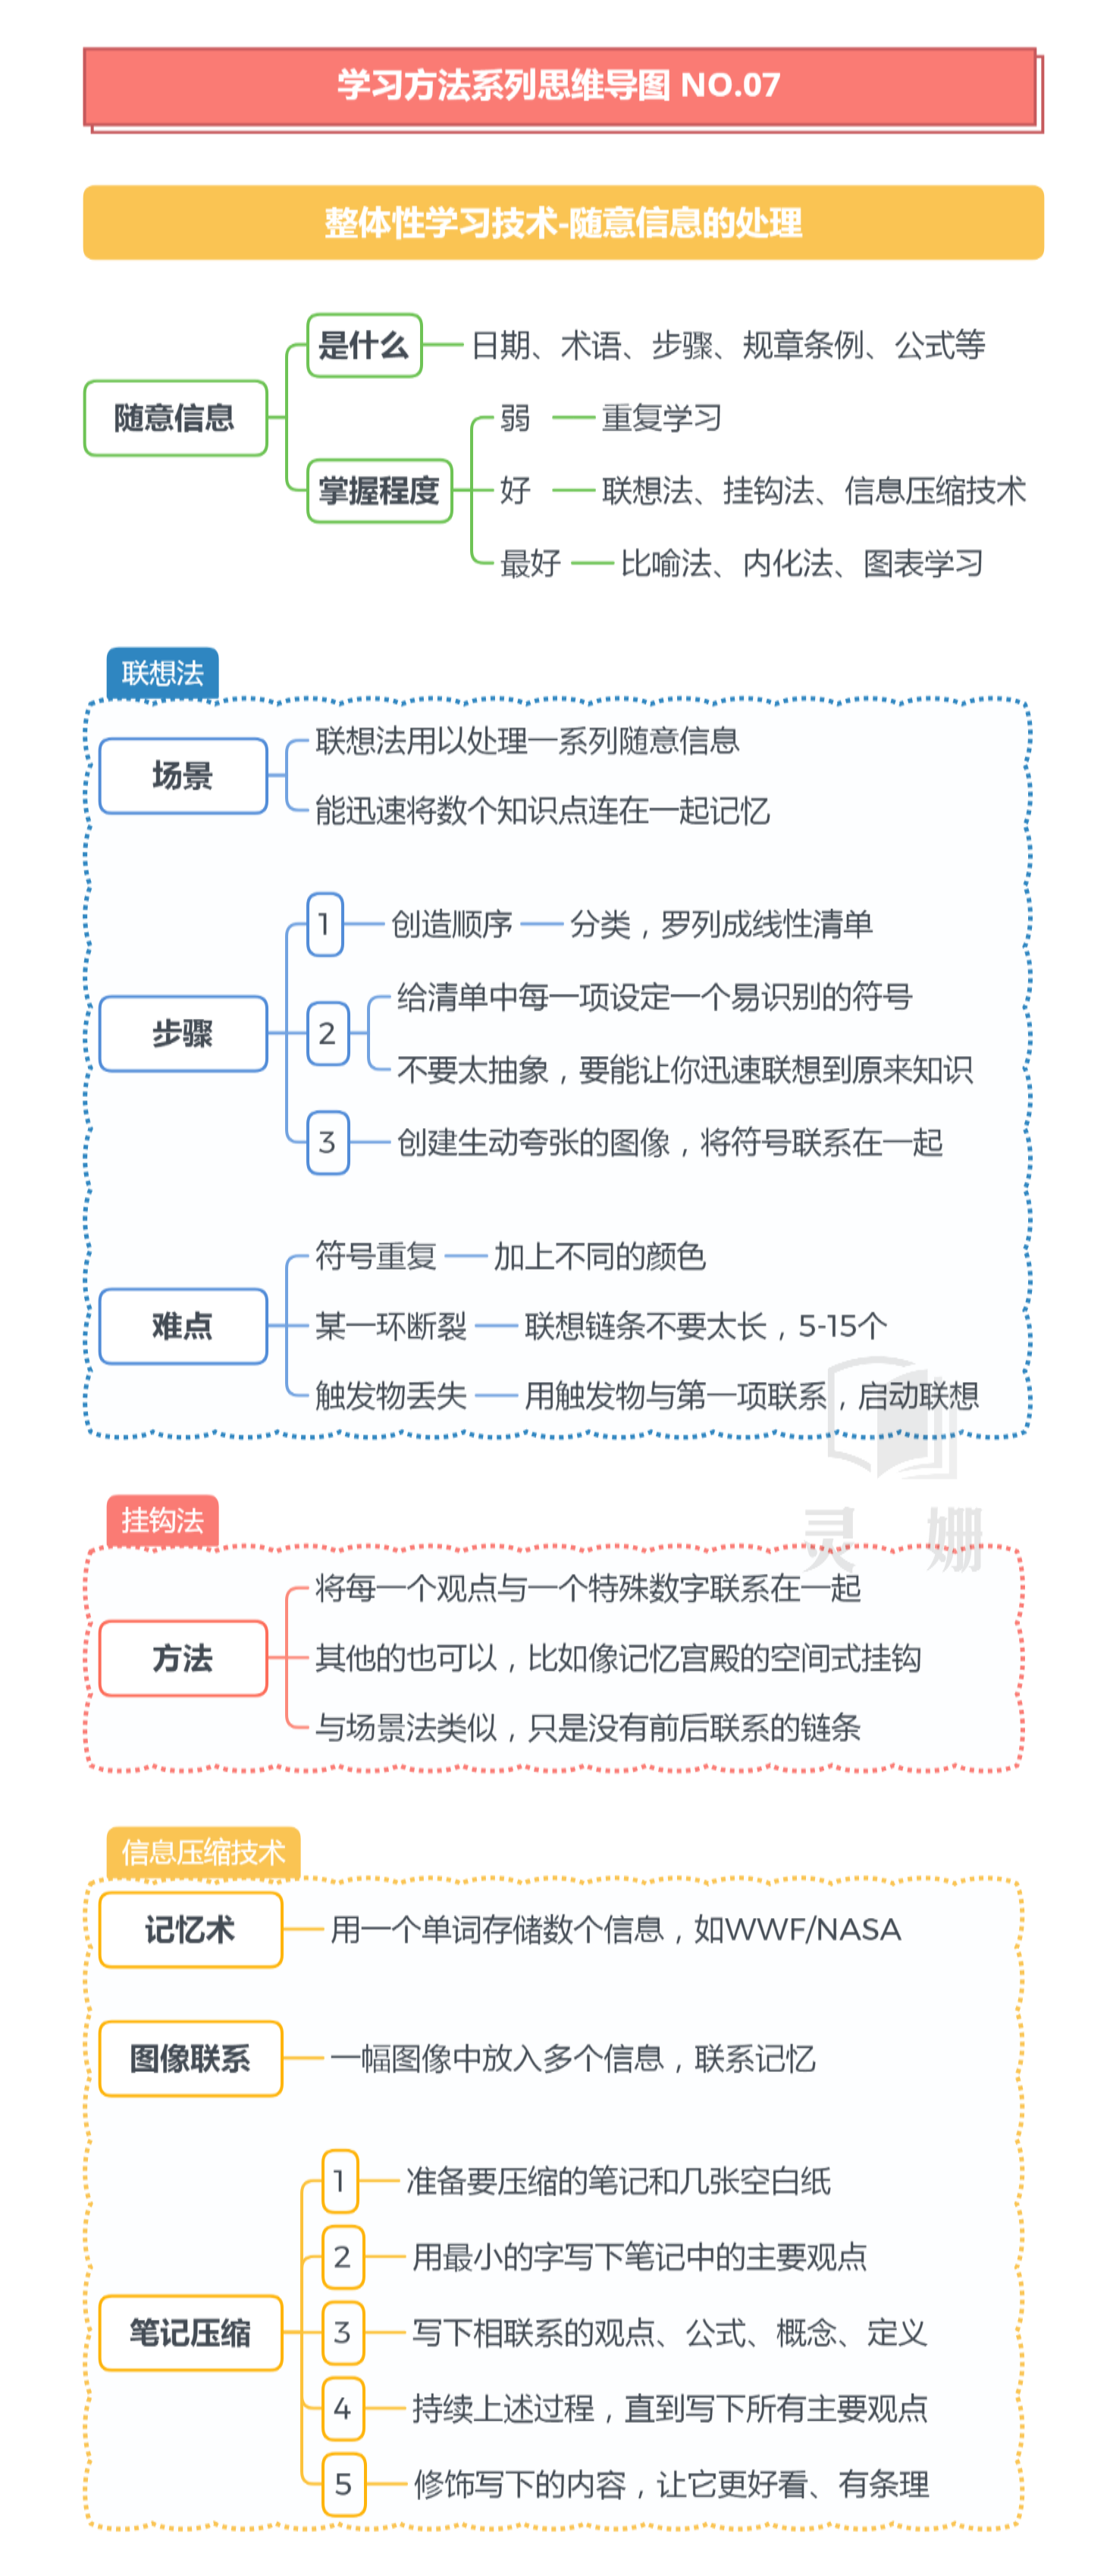 学习方法系列思维导图 NO.07
整体性学习技术-随意信息的处理
随意信息
是什么
日期、术语、步骤、规章条例、公式等
掌握程度
弱
重复学习
好
联想法、挂钩法、信息压缩技术
最好
比喻法、内化法、图表学习
联想法
场景
联想法用以处理一系列随意信息
能迅速将数个知识点连在一起记忆
步骤
1
创造顺序
分类，罗列成线性清单
2
给清单中每一项设定一个易识别的符号
不要太抽象，要能让你迅速联想到原来知识
3
创建生动夸张的图像，将符号联系在一起
难点
符号重复
加上不同的颜色
某一环断裂
联想链条不要太长，5-15个
触发物丢失
用触发物与第一项联系，启动联想
灵 姗
挂钩法
方法
将每一个观点与一个特殊数字联系在一起
其他的也可以，比如像记忆宫殿的空间式挂钩
与场景法类似，只是没有前后联系的链条
信息压缩技术
记忆术
用一个单词存储数个信息，如WWF/NASA
图像联系
一幅图像中放入多个信息，联系记忆
笔记压缩
1
准备要压缩的笔记和几张空白纸
2
用最小的字写下笔记中的主要观点
3
写下相联系的观点、公式、概念、定义
4
持续上述过程，直到写下所有主要观点
5
修饰写下的内容，让它更好看、有条理